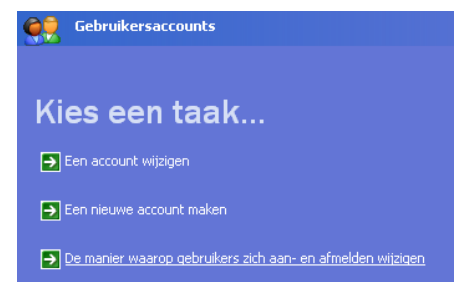 Gebruikersaccounts
Kies een taak...
Een account wijzigen
Een nieuwe account maken
De manier waarop gebruikers zich aan- en afmelden wijzigen